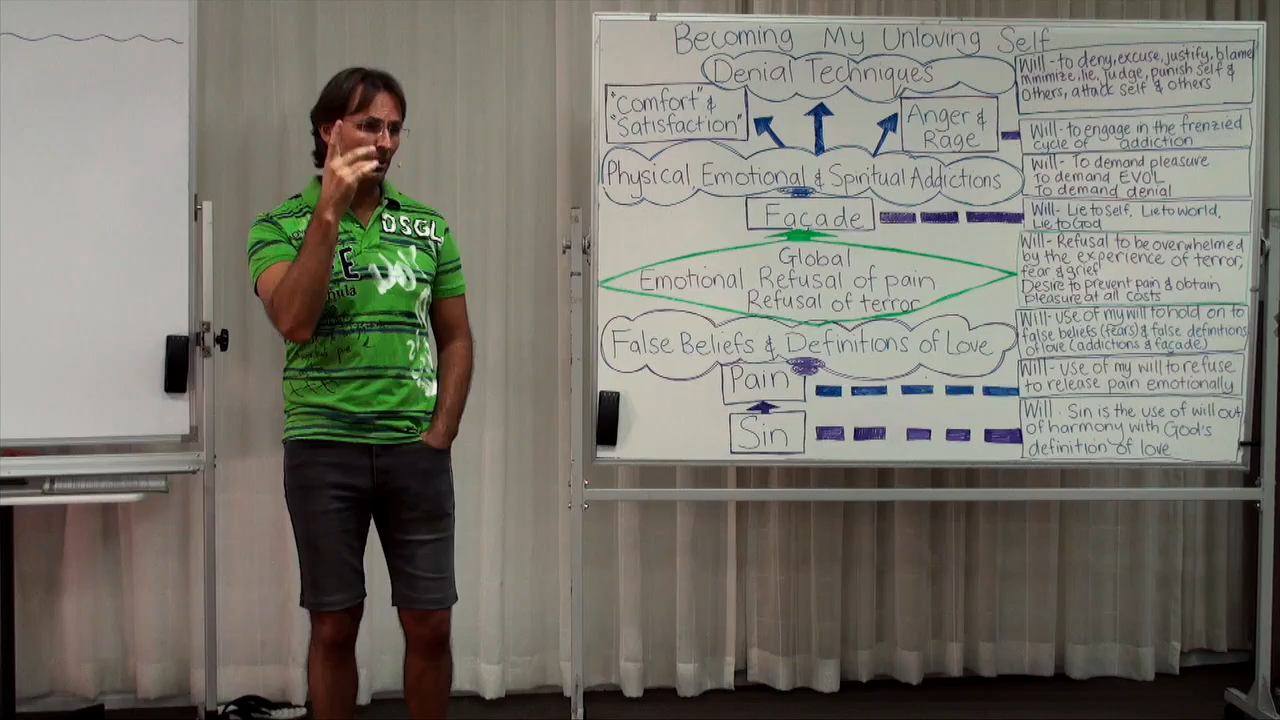 Becoming My Unloving Self
Denial Techniques
"Comfort" &
"Satisfaction"
Anger &
Rage
Physical Emotional & Spiritual Addictions
Façade
Global
Emotional Refusal of pain
Refusal of terror
False Beliefs & Definitions of Love
Pain
Sin
Will - to deny, excuse, justify, blame
minimize, lie, judge, punish self &
others, attack self & others
Will - to engage in the frenzied
cycle of addiction
Will - To demand pleasure
To demand EVOL
To demand denial
Will - Lie to Self, Lie to world,
Lie to God
Will - Refusal to be overwhelmed
by the experience of terror,
fear & grief
Desire to prevent pain & obtain
pleasure at all costs
Will - use of my will to hold on to
false beliefs (fears) & false definitions
of love (addictions & façade)
Will - use of my will to refuse
to release pain emotionally
Will - Sin is the use of will out
of harmony with God's
definition of love
DSGL